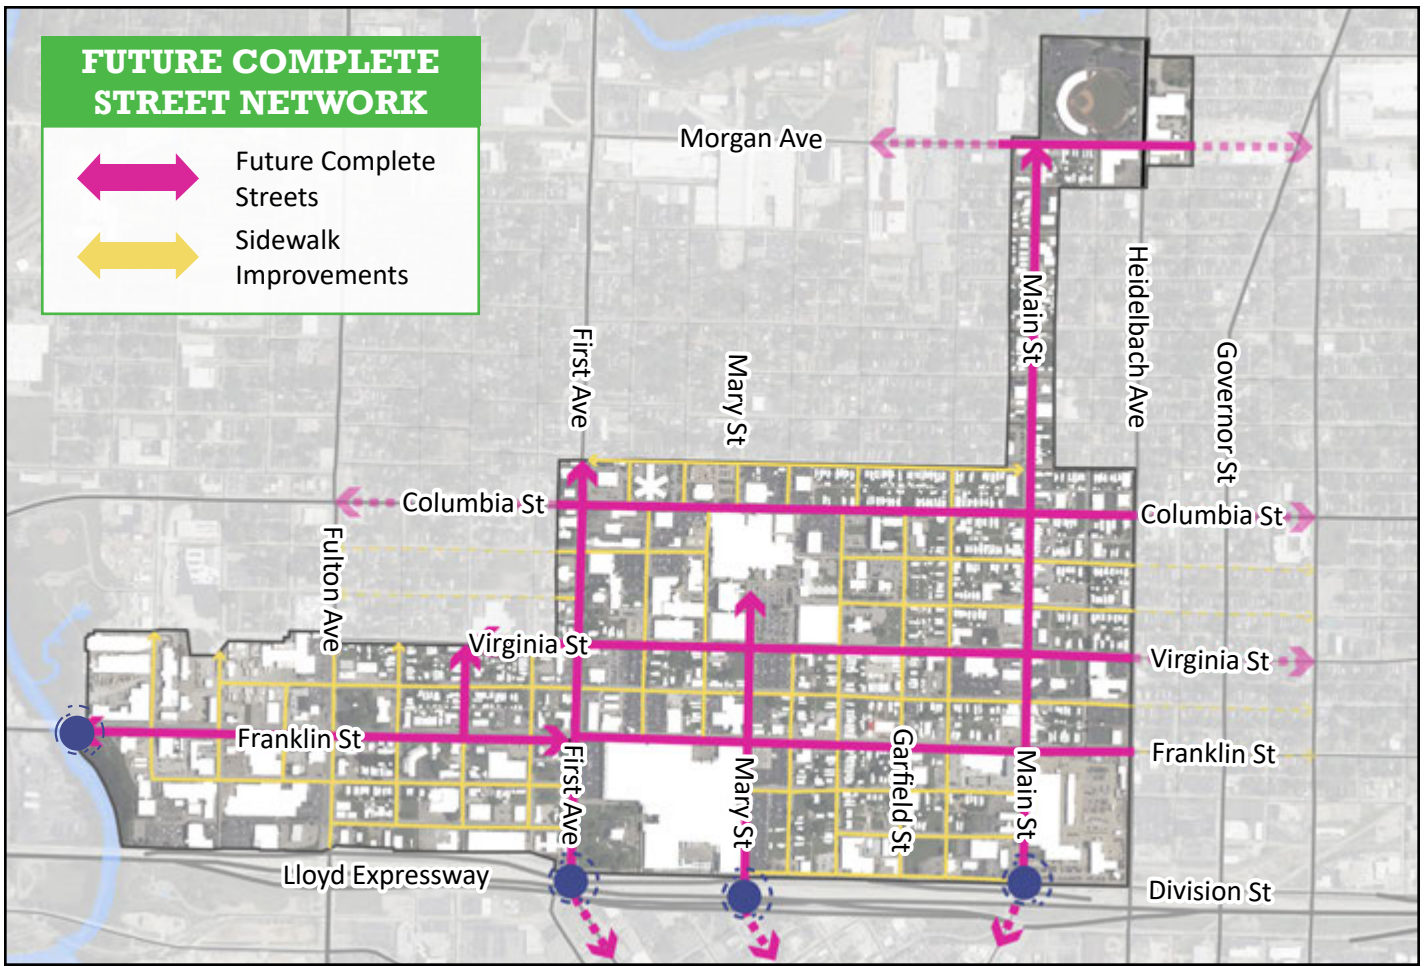 FUTURE COMPLETE
STREET NETWORK
Future Complete
Streets
Sidewalk
Improvements
Morgan Ave
Main St
Heidelbach Ave
First Ave
Mary St
Governor St
Columbia St
Columbia St
Fulton Ave
Virginia St
Virginia St
Franklin St
Franklin St
First Ave
Mary St
Garfield St
Main St
Lloyd Expressway
Division St